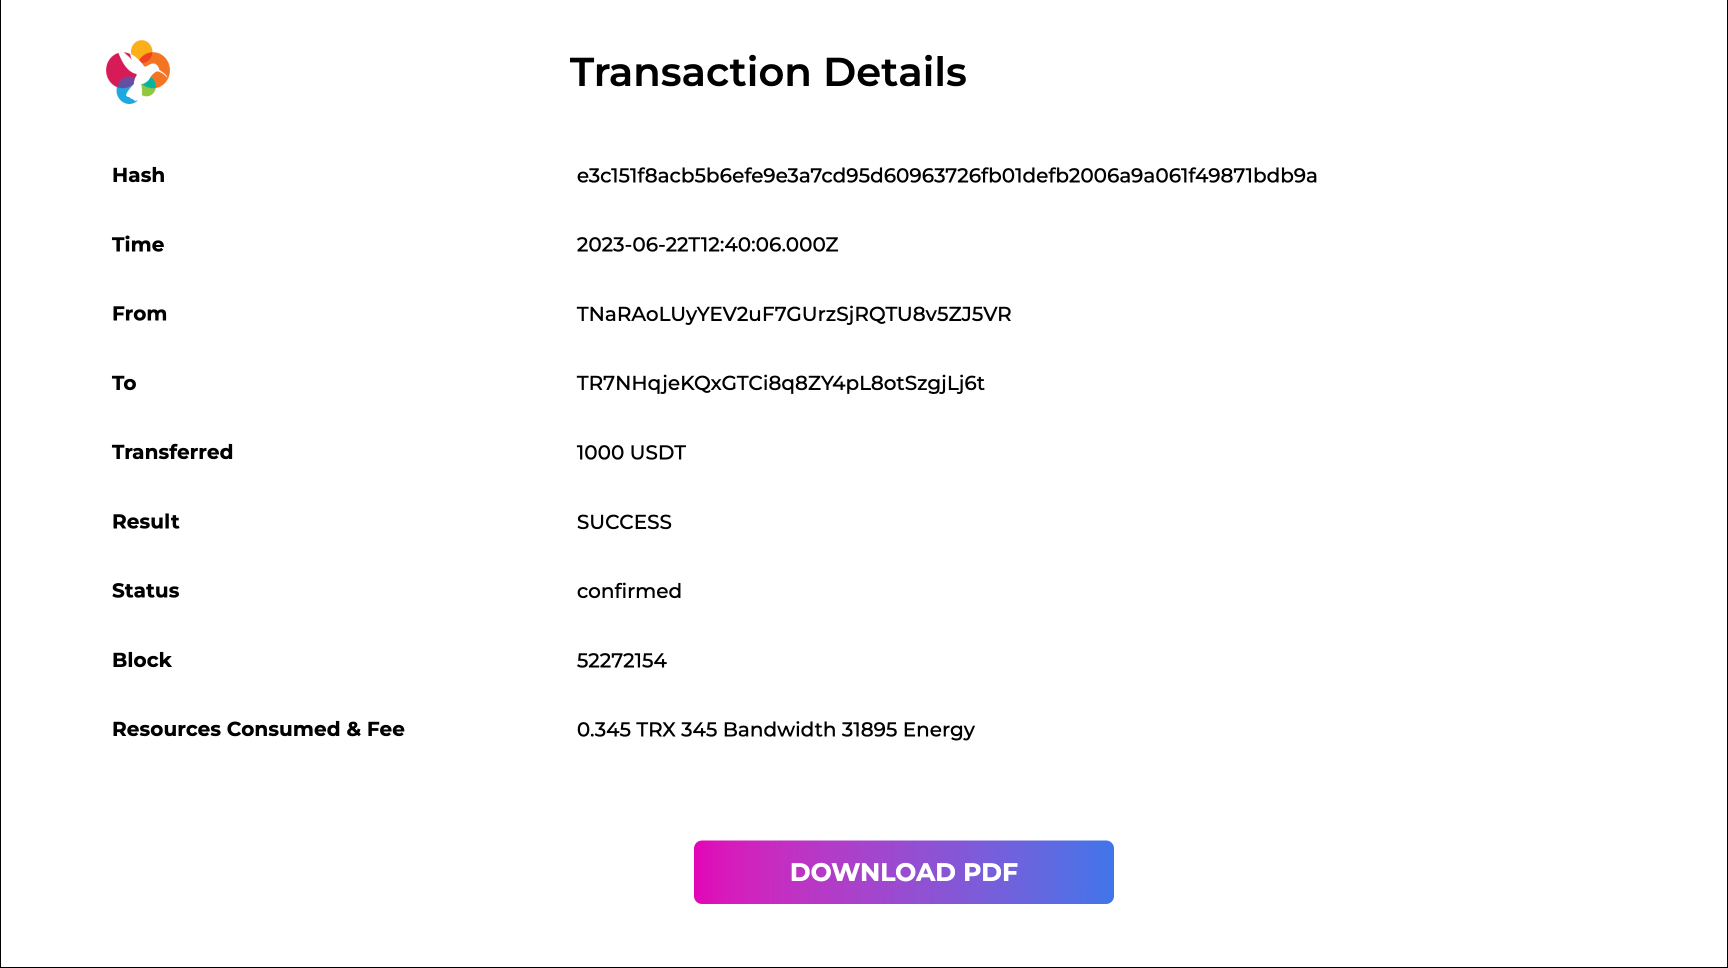 Transaction Details
Hash e3c151f8acb5b6efe9e3a7cd95d60963726fb01defb2006a9a061f49871bdb9a
Time 2023-06-22T12:40:06.000Z
From TNaRAoLUyYEV2uF7GUrzSjRQTU8v5ZJ5VR
To TR7NHqjeKQxGTCi8q8ZY4pL8otSzgjLj6t
Transferred 1000 USDT
Result SUCCESS
Status confirmed
Block 52272154
Resources Consumed & Fee 0.345 TRX 345 Bandwidth 31895 Energy
DOWNLOAD PDF